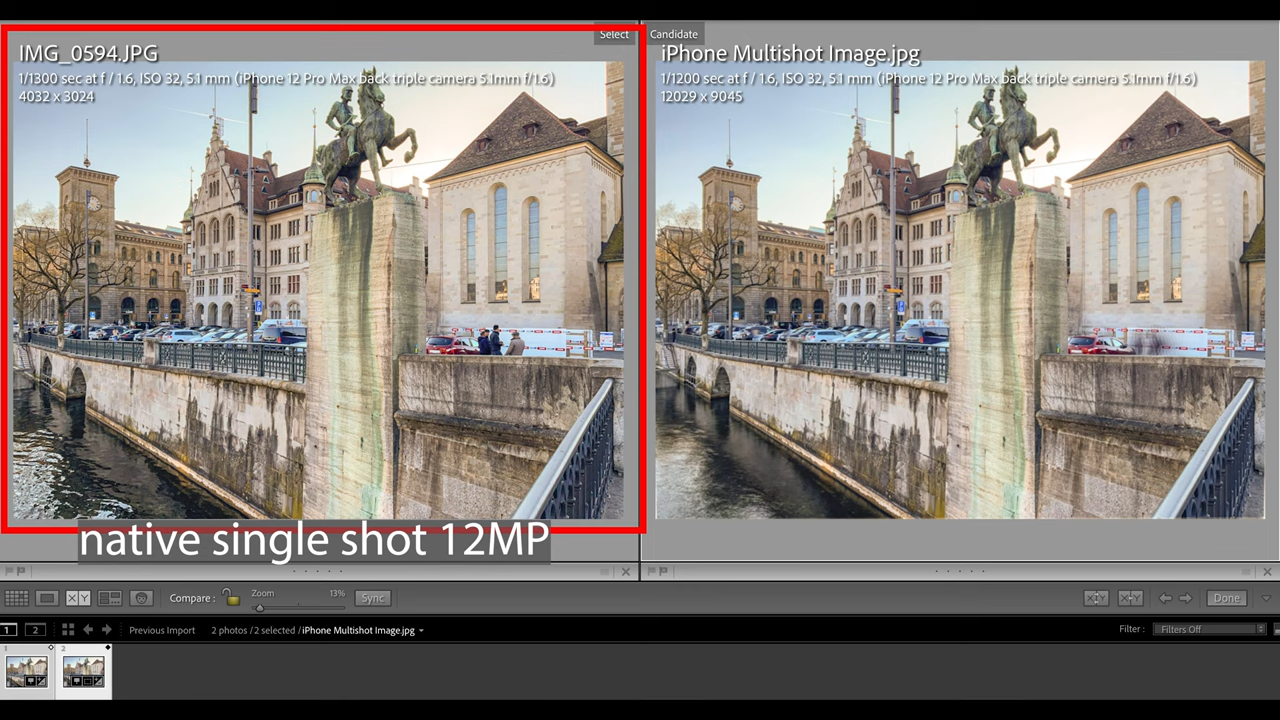 Select
IMG_0594.JPG
1/1300 sec at f / 1.6, ISO 32, 5.1 mm (iPhone 12 Pro Max back triple camera 5.1mm f/1.6)
4032 x 3024
Candidate
iPhone Multishot Image.jpg
1/1200 sec at f / 1.6, ISO 32, 5.1 mm (iPhone 12 Pro Max back triple camera 5.1mm f/1.6)
12029 x 9045
native single shot 12MP
X Y
Compare :
Zoom
13%
Sync
Done
1
2
Previous Import
2 photos / 2 selected / iPhone Multishot Image.jpg
Filter :
Filters Off
1
2